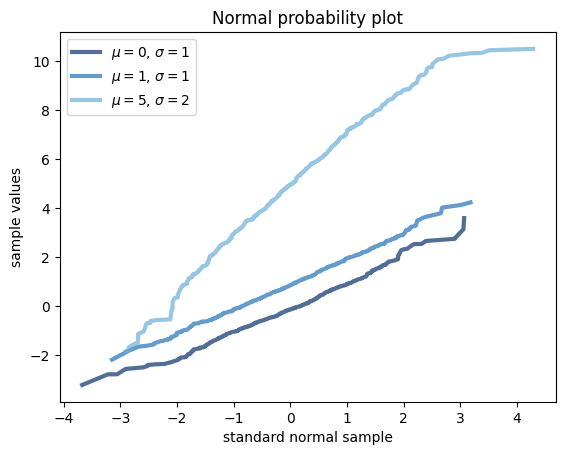 Normal probability plot
μ = 0, σ = 1
μ = 1, σ = 1
μ = 5, σ = 2
10
8
6
4
2
0
−2
sample values
−4 −3 −2 −1 0 1 2 3 4
standard normal sample